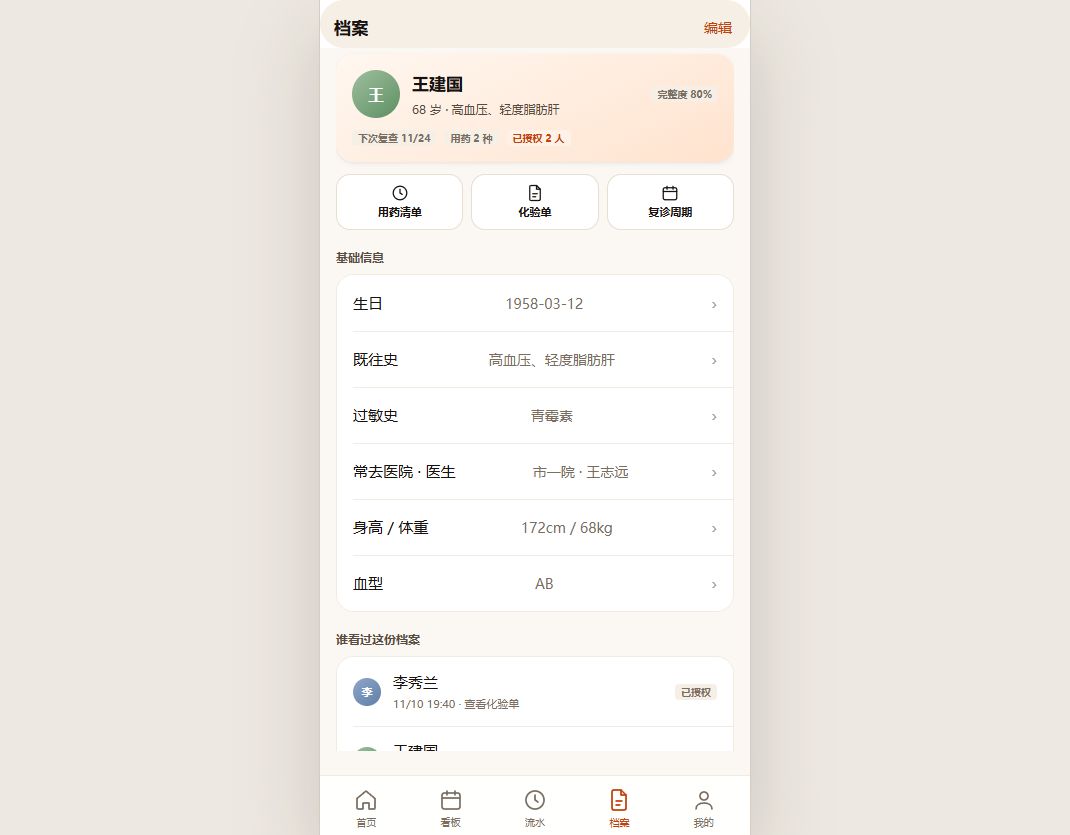 档案
编辑
王
王建国
68 岁 · 高血压、轻度脂肪肝
完整度 80%
下次复查 11/24
用药 2 种
已授权 2 人
用药清单
化验单
复诊周期
基础信息
生日
1958-03-12
既往史
高血压、轻度脂肪肝
过敏史
青霉素
常去医院 · 医生
市一院 · 王志远
身高 / 体重
172cm / 68kg
血型
AB
谁看过这份档案
李
李秀兰
11/10 19:40 · 查看化验单
已授权
王建国
首页
看板
流水
档案
我的